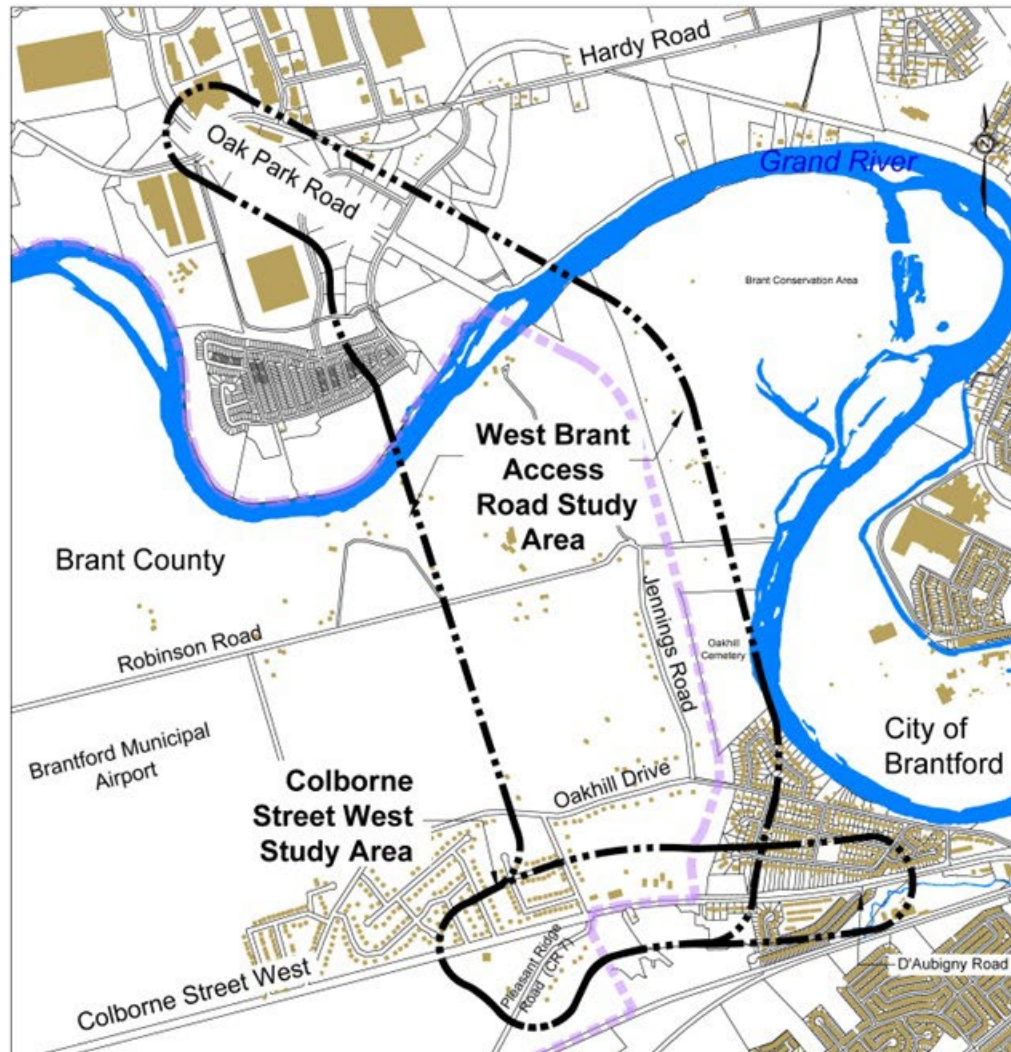 Hardy Road
Oak Park Road
Grand River
Brant Conservation Area
West Brant
Access
Road Study
Area
Brant County
Jennings Road
Robinson Road
Oakhill
Cemetery
Brantford Municipal
Airport
City of
Brantford
Colborne
Street West
Study Area
Oakhill Drive
Pleasant Ridge
Road (CR 7)
Colborne Street West
D'Aubigny Road